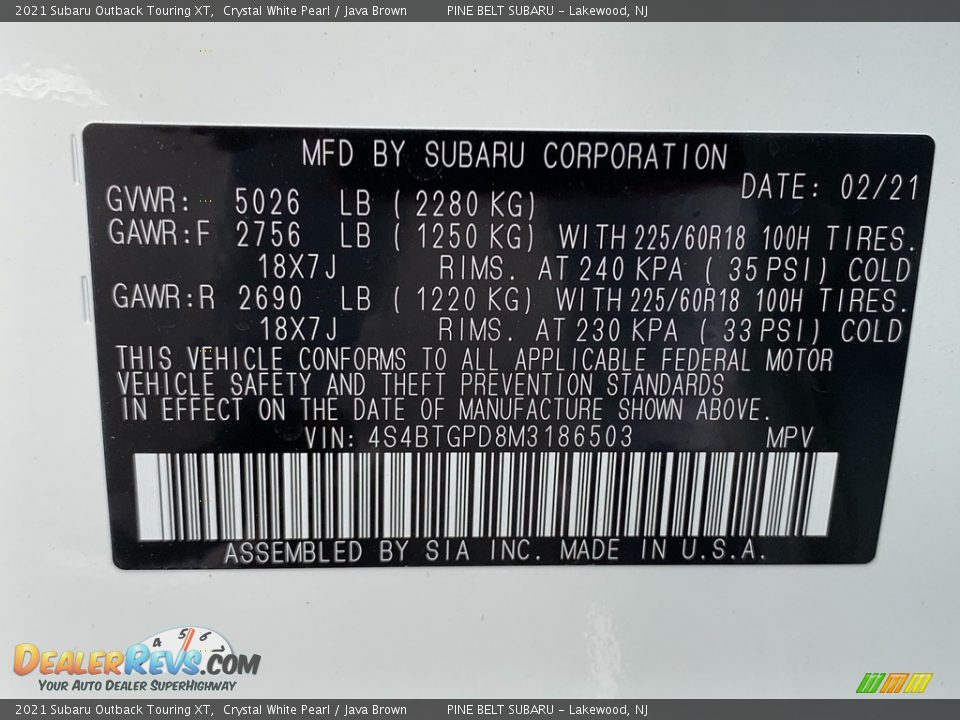 2021 Subaru Outback Touring XT, Crystal White Pearl / Java Brown PINE BELT SUBARU - Lakewood, NJ
MFD BY SUBARU CORPORATION
DATE: 02/21
GVWR: 5026 LB ( 2280 KG)
GAWR:F 2756 LB ( 1250 KG) WITH 225/60R18 100H TIRES.
18X7J RIMS. AT 240 KPA ( 35 PSI) COLD
GAWR:R 2690 LB ( 1220 KG) WITH 225/60R18 100H TIRES.
18X7J RIMS. AT 230 KPA ( 33 PSI) COLD
THIS VEHICLE CONFORMS TO ALL APPLICABLE FEDERAL MOTOR
VEHICLE SAFETY AND THEFT PREVENTION STANDARDS
IN EFFECT ON THE DATE OF MANUFACTURE SHOWN ABOVE.
VIN: 4S4BTGPD8M3186503 MPV
ASSEMBLED BY SIA INC. MADE IN U.S.A.
4 5 6 7
DEALERREVS.COM
YOUR AUTO DEALER SUPERHIGHWAY
2021 Subaru Outback Touring XT, Crystal White Pearl / Java Brown PINE BELT SUBARU - Lakewood, NJ